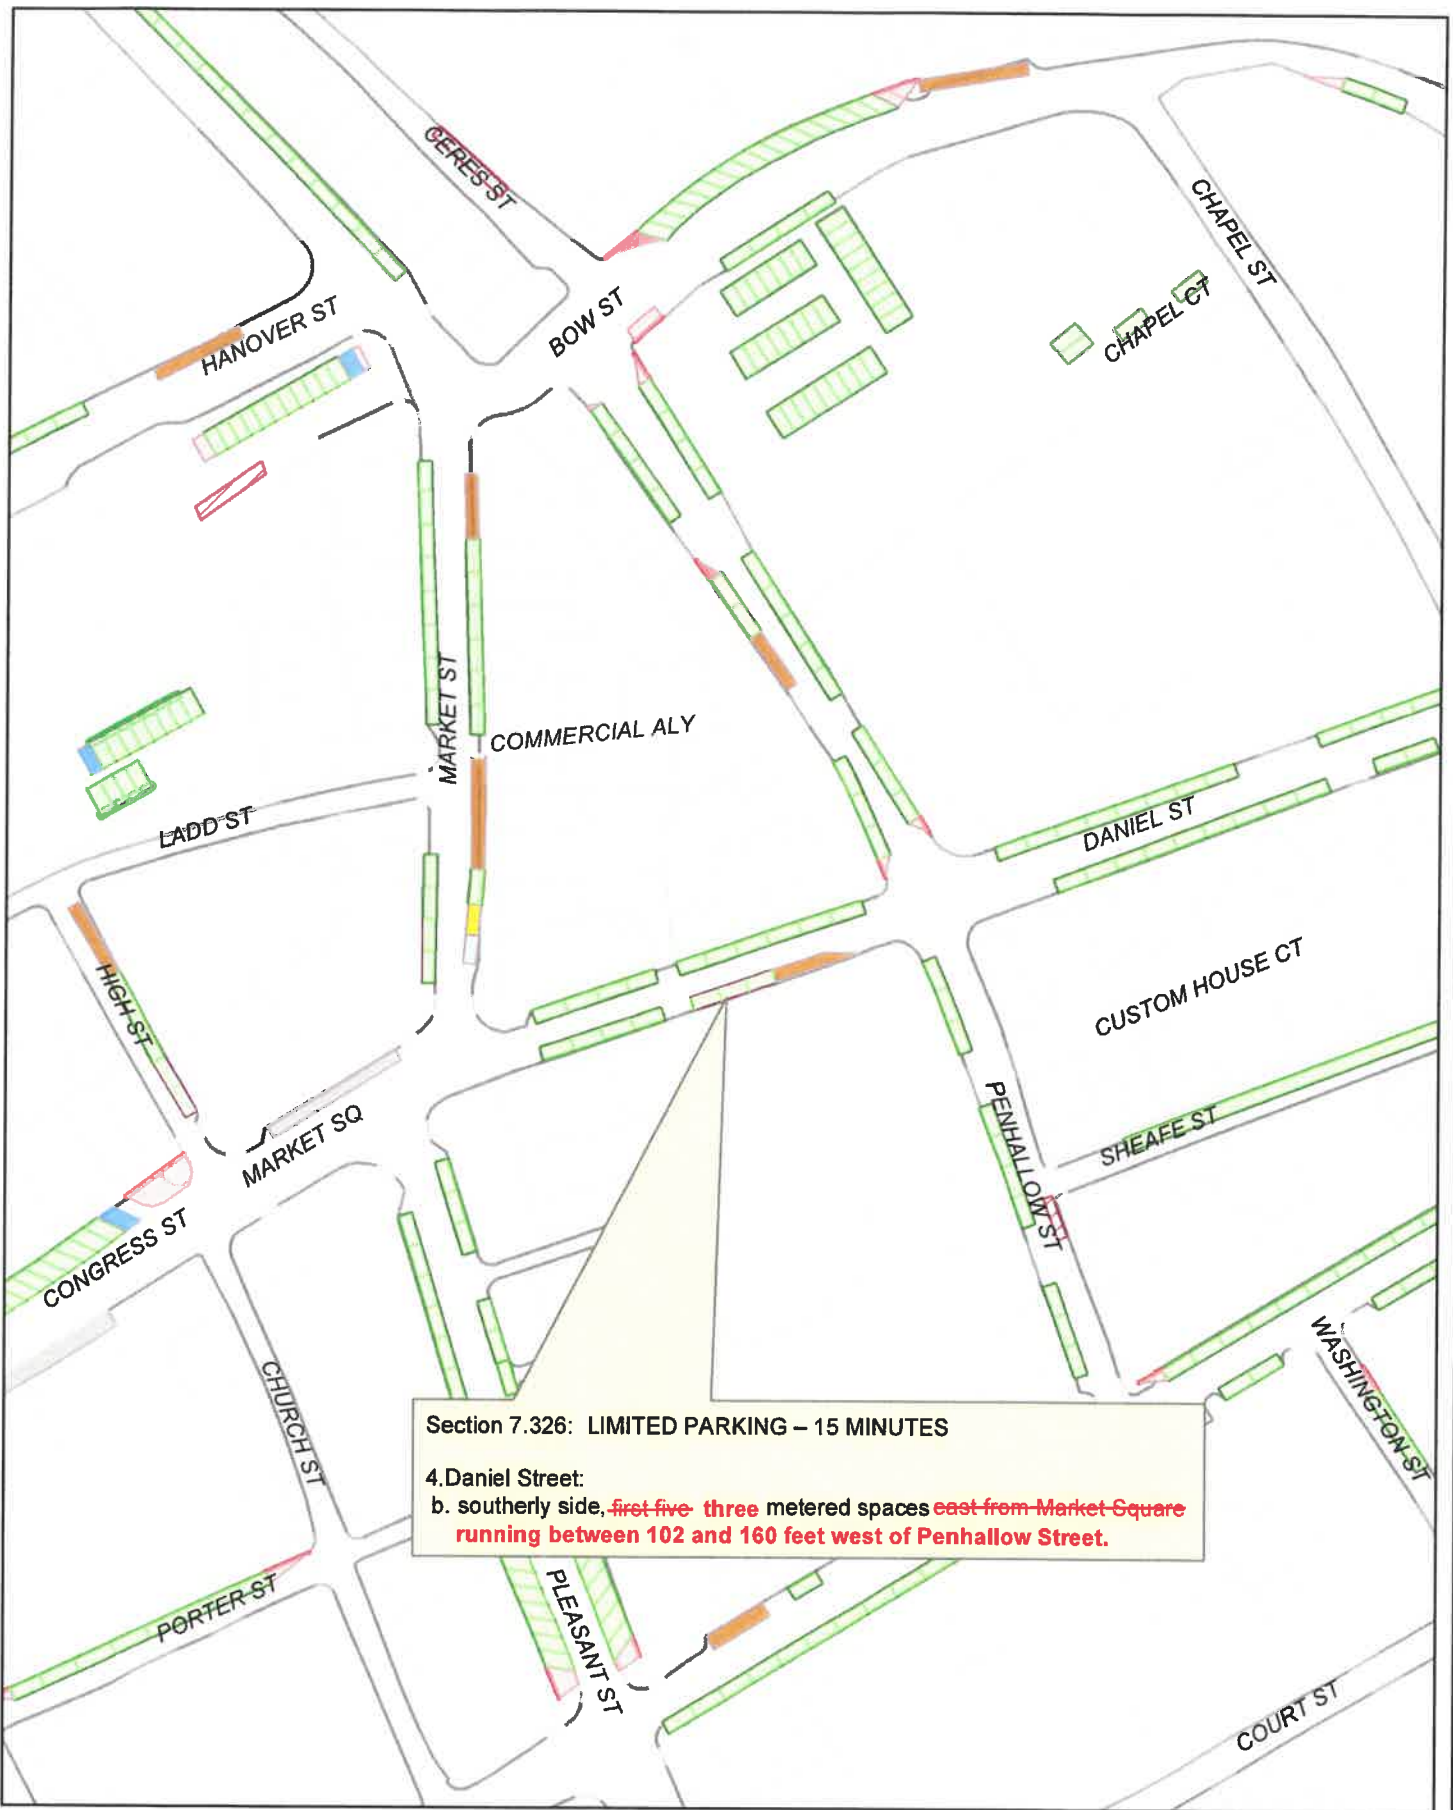 CERES ST
CHAPEL ST
CHAPEL CT
HANOVER ST
BOW ST
MARKET ST
COMMERCIAL ALY
LADD ST
DANIEL ST
HIGH ST
CUSTOM HOUSE CT
MARKET SQ
PENHALLOW ST
SHEAFE ST
CONGRESS ST
CHURCH ST
WASHINGTON ST
Section 7.326: LIMITED PARKING – 15 MINUTES
4.Daniel Street:
b. southerly side, first five three metered spaces east from Market Square
running between 102 and 160 feet west of Penhallow Street.
PORTER ST
PLEASANT ST
COURT ST